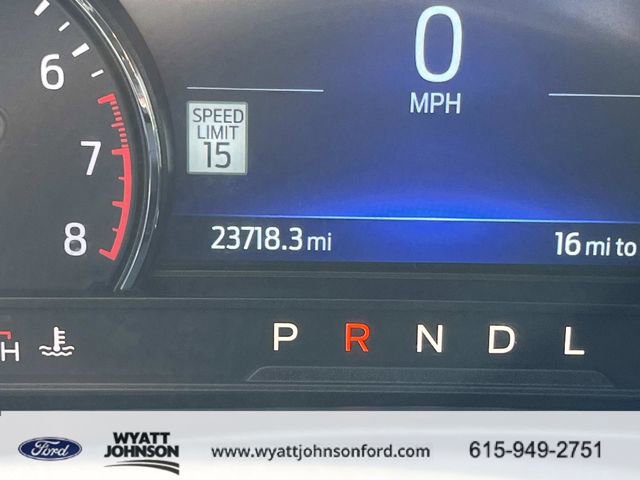 0
MPH
6
7
8
SPEED
LIMIT
15
23718.3 mi
16 mi to
H
P R N D L
Ford
WYATT
JOHNSON
www.wyattjohnsonford.com
615-949-2751